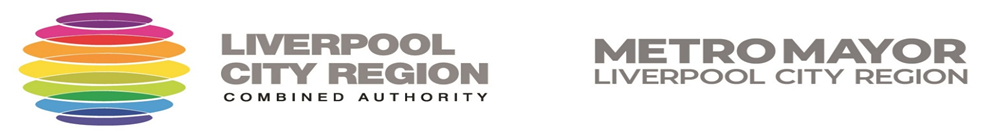 LIVERPOOL
CITY REGION
COMBINED AUTHORITY
METRO MAYOR
LIVERPOOL CITY REGION